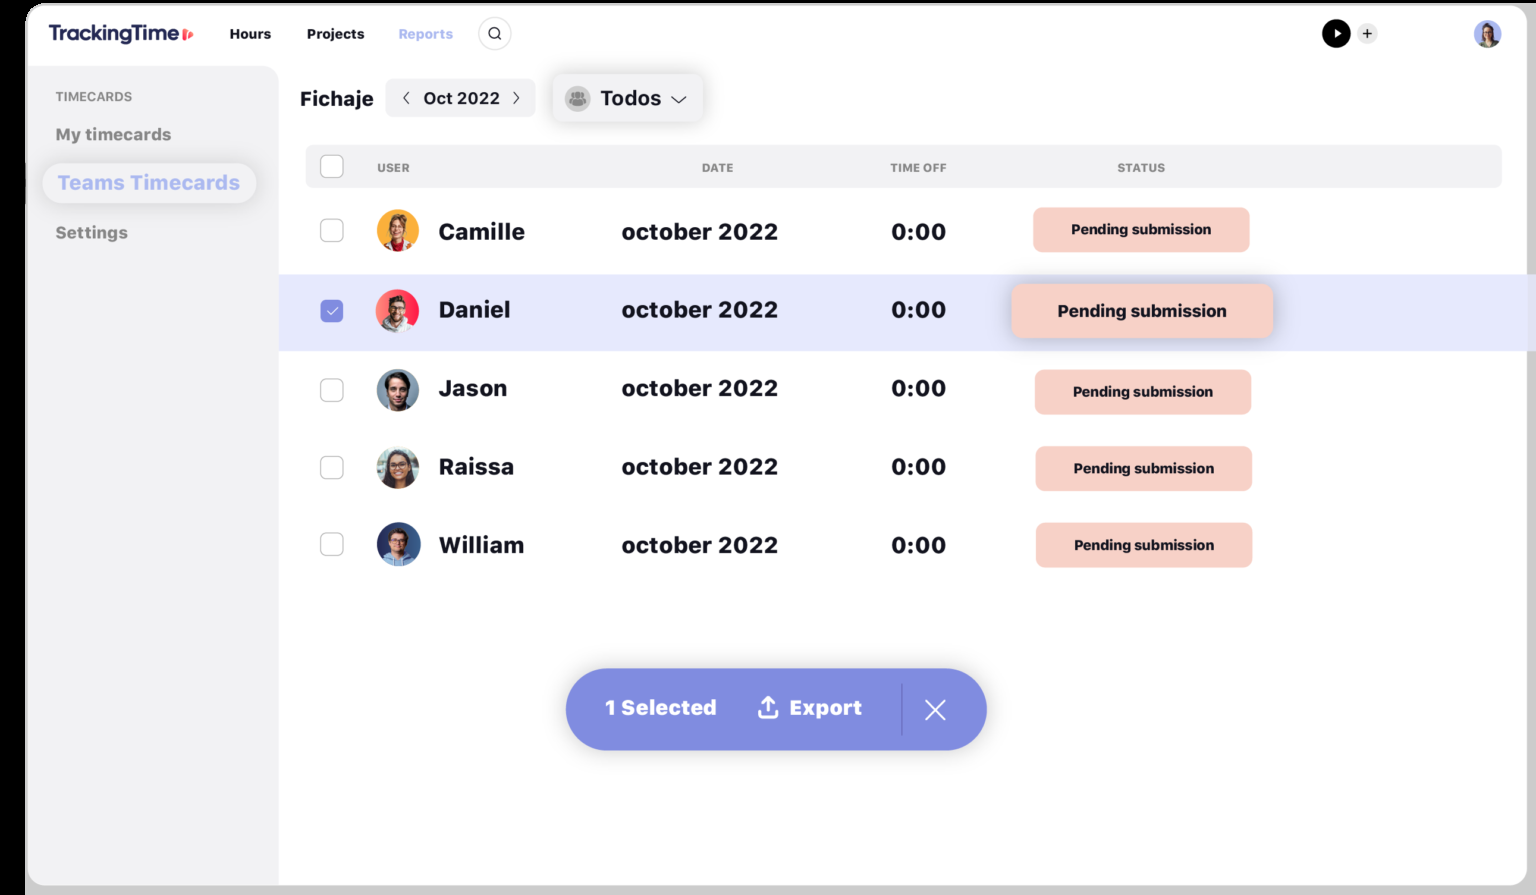 TrackingTime Hours Projects Reports
TIMECARDS
My timecards
Teams Timecards
Settings
Fichaje Oct 2022 Todos
USER DATE TIME OFF STATUS
Camille october 2022 0:00 Pending submission
Daniel october 2022 0:00 Pending submission
Jason october 2022 0:00 Pending submission
Raissa october 2022 0:00 Pending submission
William october 2022 0:00 Pending submission
1 Selected Export